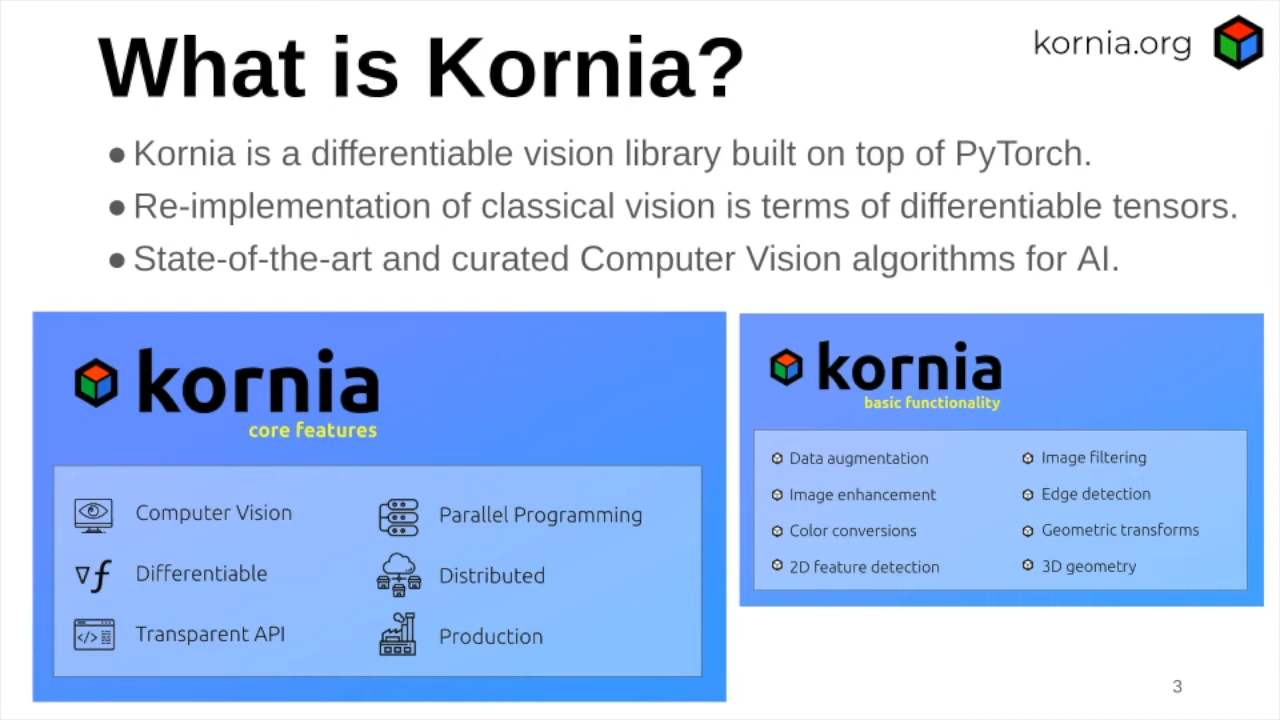 What is Kornia?
kornia.org
● Kornia is a differentiable vision library built on top of PyTorch.
● Re-implementation of classical vision is terms of differentiable tensors.
● State-of-the-art and curated Computer Vision algorithms for AI.
kornia
core features
Computer Vision
Differentiable
Transparent API
Parallel Programming
Distributed
Production
kornia
basic functionality
Data augmentation
Image enhancement
Color conversions
2D feature detection
Image filtering
Edge detection
Geometric transforms
3D geometry
3